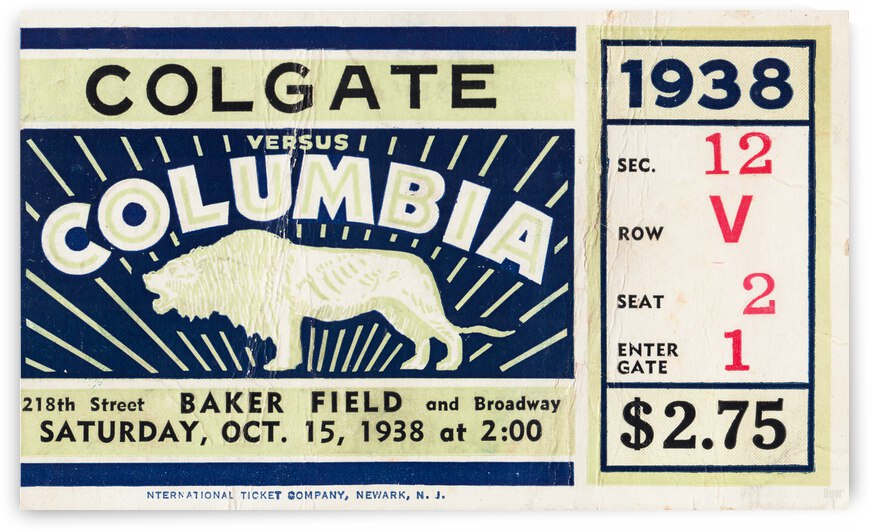 COLGATE
VERSUS
COLUMBIA
218th Street BAKER FIELD and Broadway
SATURDAY, OCT. 15, 1938 at 2:00
NTERNATIONAL TICKET COMPANY, NEWARK, N. J.
1938
SEC. 12
ROW V
SEAT 2
ENTER
GATE 1
$2.75